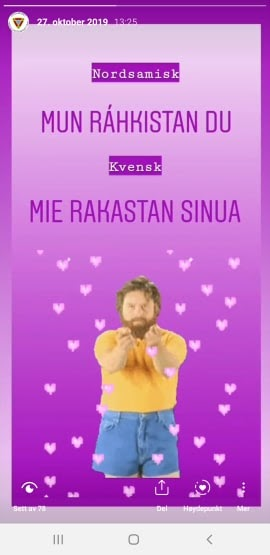 27. oktober 2019 13:25
Nordsamisk
MUN RÁHKISTAN DU
Kvensk
MIE RAKASTAN SINUA
Sett av 78
Del
Høydepunkt
Mer